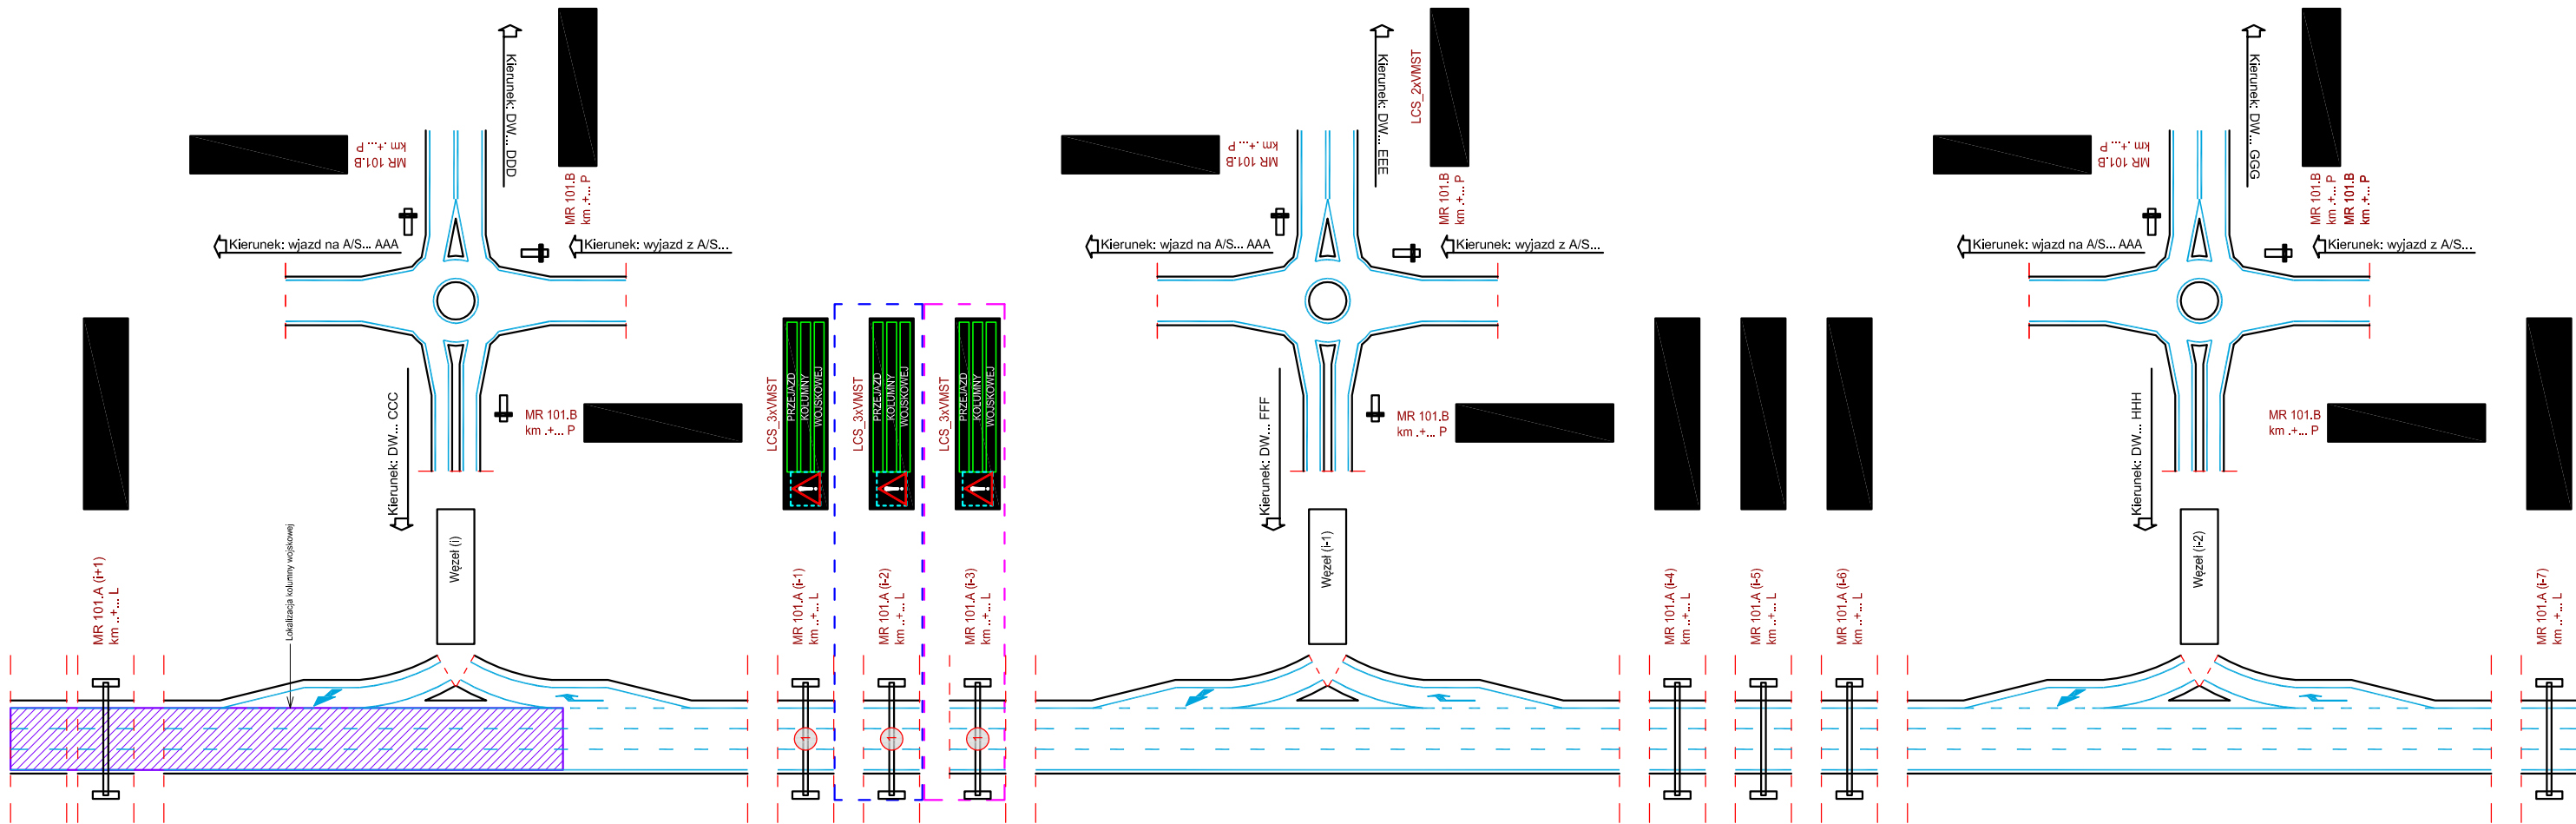 Kierunek: DW... DDD
MR 101.B
km .+... P
MR 101.B
km .+... P
Kierunek: wjazd na A/S... AAA
Kierunek: wyjazd z A/S...
Kierunek: DW... CCC
MR 101.B
km .+... P
Węzeł (i)
Lokalizacja kolumny wojskowej
MR 101.A (i+1)
km ..+... L
LCS_3xVMST
PRZEJAZD
KOLUMNY
WOJSKOWEJ
MR 101.A (i-1)
km ..+... L
1
LCS_3xVMST
PRZEJAZD
KOLUMNY
WOJSKOWEJ
MR 101.A (i-2)
km ..+... L
1
LCS_3xVMST
PRZEJAZD
KOLUMNY
WOJSKOWEJ
MR 101.A (i-3)
km ..+... L
1
Kierunek: DW... EEE
LCS_2xVMST
MR 101.B
km .+... P
MR 101.B
km .+... P
Kierunek: wjazd na A/S... AAA
Kierunek: wyjazd z A/S...
Kierunek: DW... FFF
MR 101.B
km .+... P
Węzeł (i-1)
MR 101.A (i-4)
km ..+... L
MR 101.A (i-5)
km ..+... L
MR 101.A (i-6)
km ..+... L
Kierunek: DW... GGG
MR 101.B
km .+... P
MR 101.B
km .+... P
MR 101.B
km .+... P
Kierunek: wjazd na A/S... AAA
Kierunek: wyjazd z A/S...
Kierunek: DW... HHH
MR 101.B
km .+... P
Węzeł (i-2)
MR 101.A (i-7)
km ..+... L